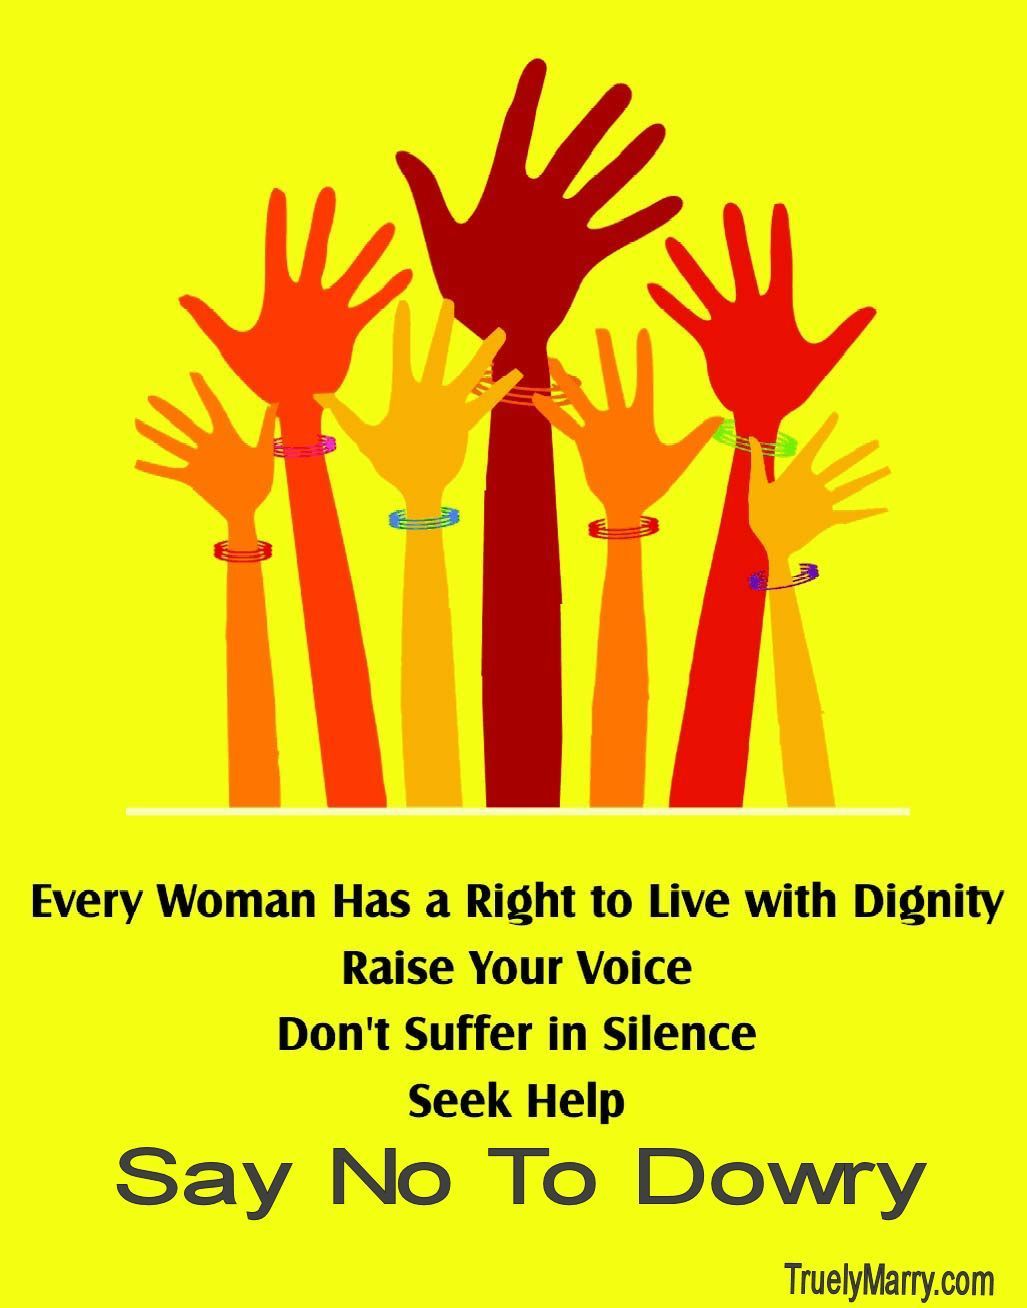 Every Woman Has a Right to Live with Dignity
Raise Your Voice
Don't Suffer in Silence
Seek Help
Say No To Dowry
TruelyMarry.com